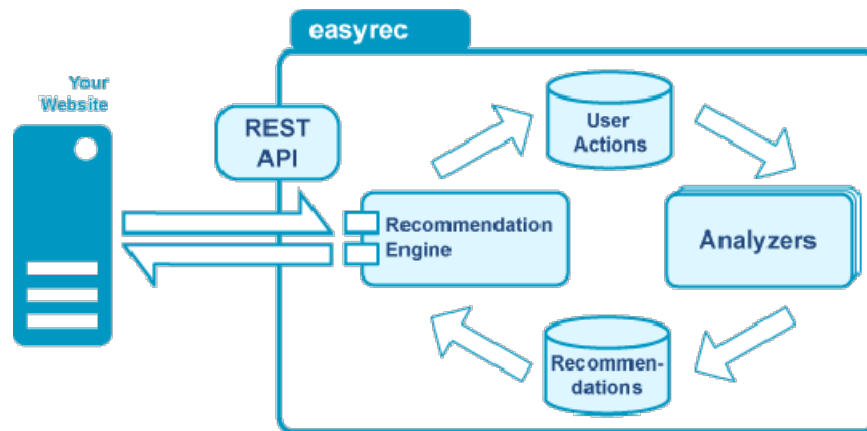 easyrec
Your
Website
REST
API
User
Actions
Recommendation
Engine
Analyzers
Recommen-
dations